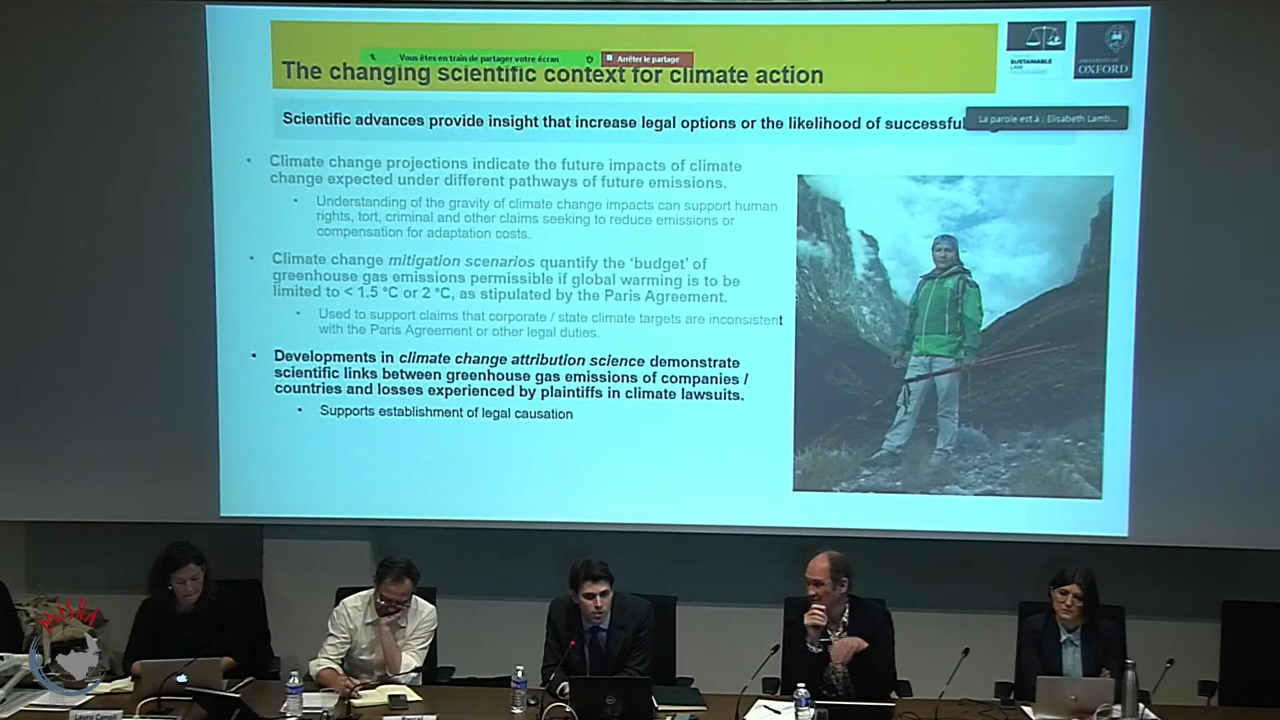 Vous êtes en train de partager votre écran
Arrêter le partage
The changing scientific context for climate action
SUSTAINABLE
LAW
UNIVERSITY OF
OXFORD
Scientific advances provide insight that increase legal options or the likelihood of successful
La parole est à : Elisabeth Lamb...
• Climate change projections indicate the future impacts of climate
change expected under different pathways of future emissions.
• Understanding of the gravity of climate change impacts can support human
rights, tort, criminal and other claims seeking to reduce emissions or
compensation for adaptation costs.
• Climate change mitigation scenarios quantify the ‘budget’ of
greenhouse gas emissions permissible if global warming is to be
limited to < 1.5 °C or 2 °C, as stipulated by the Paris Agreement.
• Used to support claims that corporate / state climate targets are inconsistent
with the Paris Agreement or other legal duties.
• Developments in climate change attribution science demonstrate
scientific links between greenhouse gas emissions of companies /
countries and losses experienced by plaintiffs in climate lawsuits.
• Supports establishment of legal causation
Laura Canali
Pascal